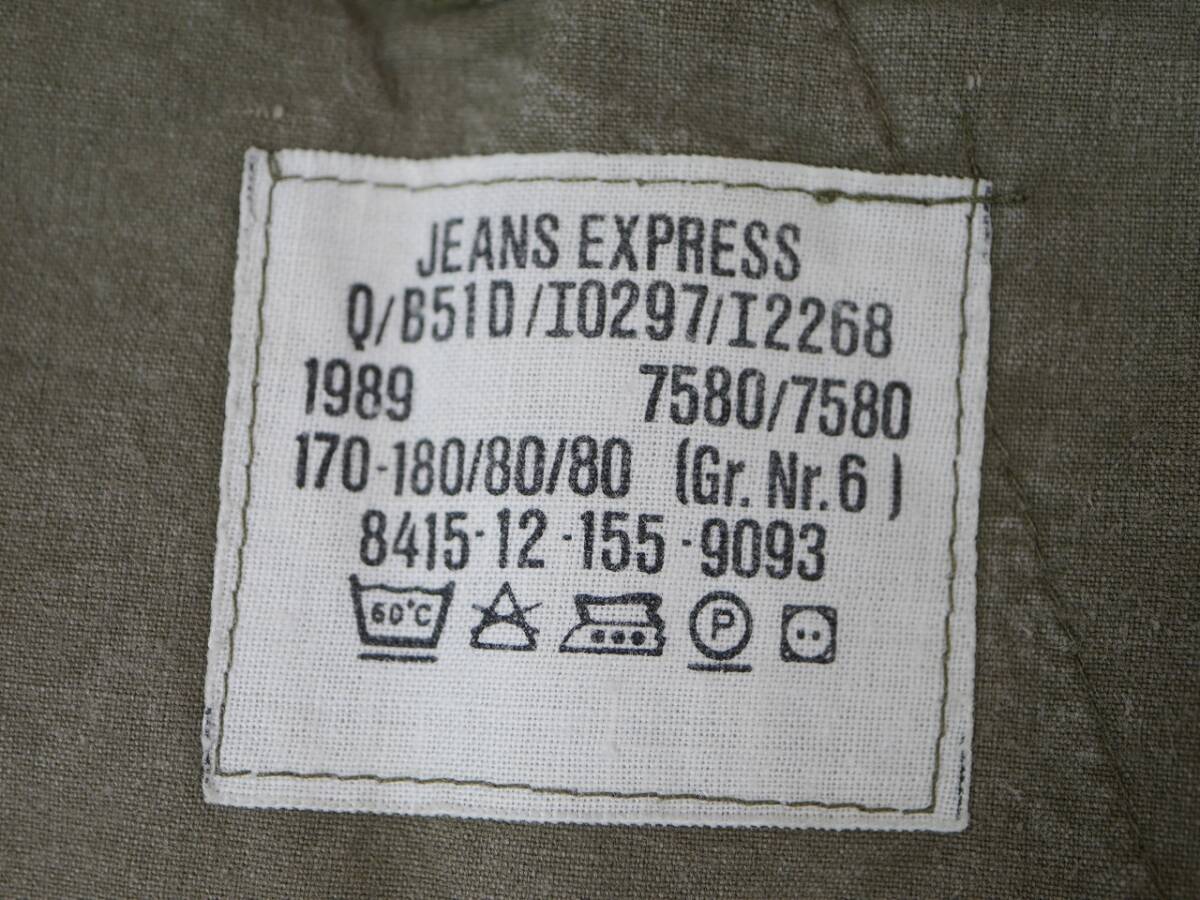 JEANS EXPRESS
Q/B51D/I0297/I2268
1989 7580/7580
170-180/80/80 (Gr. Nr. 6 )
8415-12-155-9093
60°C P